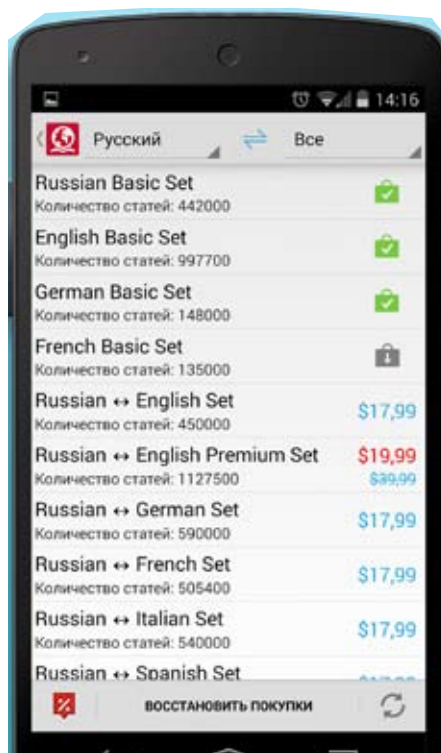 14:16
Русский Все
Russian Basic Set
Количество статей: 442000
English Basic Set
Количество статей: 997700
German Basic Set
Количество статей: 148000
French Basic Set
Количество статей: 135000
Russian ↔ English Set
$17,99
Количество статей: 450000
Russian ↔ English Premium Set $19,99
Количество статей: 1127500 $39,99
Russian ↔ German Set
$17,99
Количество статей: 590000
Russian ↔ French Set
$17,99
Количество статей: 505400
Russian ↔ Italian Set
$17,99
Количество статей: 540000
Russian ↔ Spanish Set
ВОССТАНОВИТЬ ПОКУПКИ